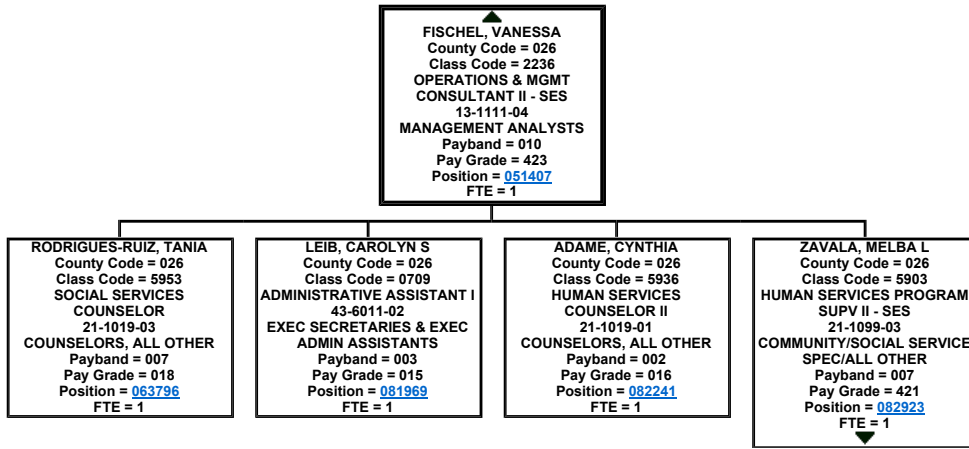 FISCHEL, VANESSA
County Code = 026
Class Code = 2236
OPERATIONS & MGMT
CONSULTANT II - SES
13-1111-04
MANAGEMENT ANALYSTS
Payband = 010
Pay Grade = 423
Position = 051407
FTE = 1
RODRIGUES-RUIZ, TANIA
County Code = 026
Class Code = 5953
SOCIAL SERVICES
COUNSELOR
21-1019-03
COUNSELORS, ALL OTHER
Payband = 007
Pay Grade = 018
Position = 063796
FTE = 1
LEIB, CAROLYN S
County Code = 026
Class Code = 0709
ADMINISTRATIVE ASSISTANT I
43-6011-02
EXEC SECRETARIES & EXEC
ADMIN ASSISTANTS
Payband = 003
Pay Grade = 015
Position = 081969
FTE = 1
ADAME, CYNTHIA
County Code = 026
Class Code = 5936
HUMAN SERVICES
COUNSELOR II
21-1019-01
COUNSELORS, ALL OTHER
Payband = 002
Pay Grade = 016
Position = 082241
FTE = 1
ZAVALA, MELBA L
County Code = 026
Class Code = 5903
HUMAN SERVICES PROGRAM
SUPV II - SES
21-1099-03
COMMUNITY/SOCIAL SERVICE
SPEC/ALL OTHER
Payband = 007
Pay Grade = 421
Position = 082923
FTE = 1